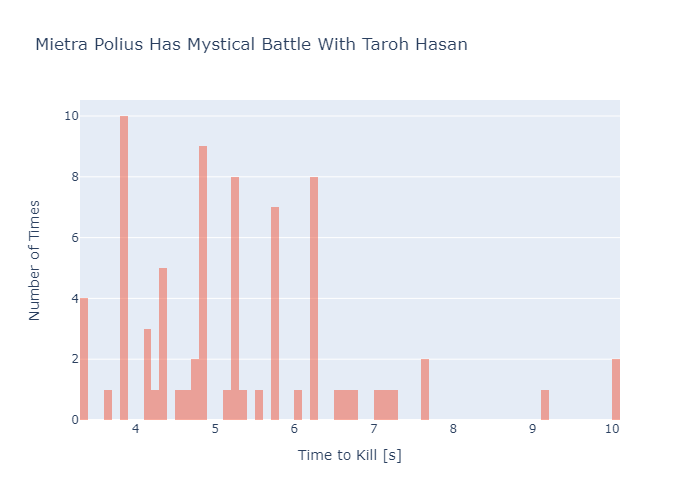 Mietra Polius Has Mystical Battle With Taroh Hasan
10
8
6
4
2
0
Number of Times
4 5 6 7 8 9 10
Time to Kill [s]